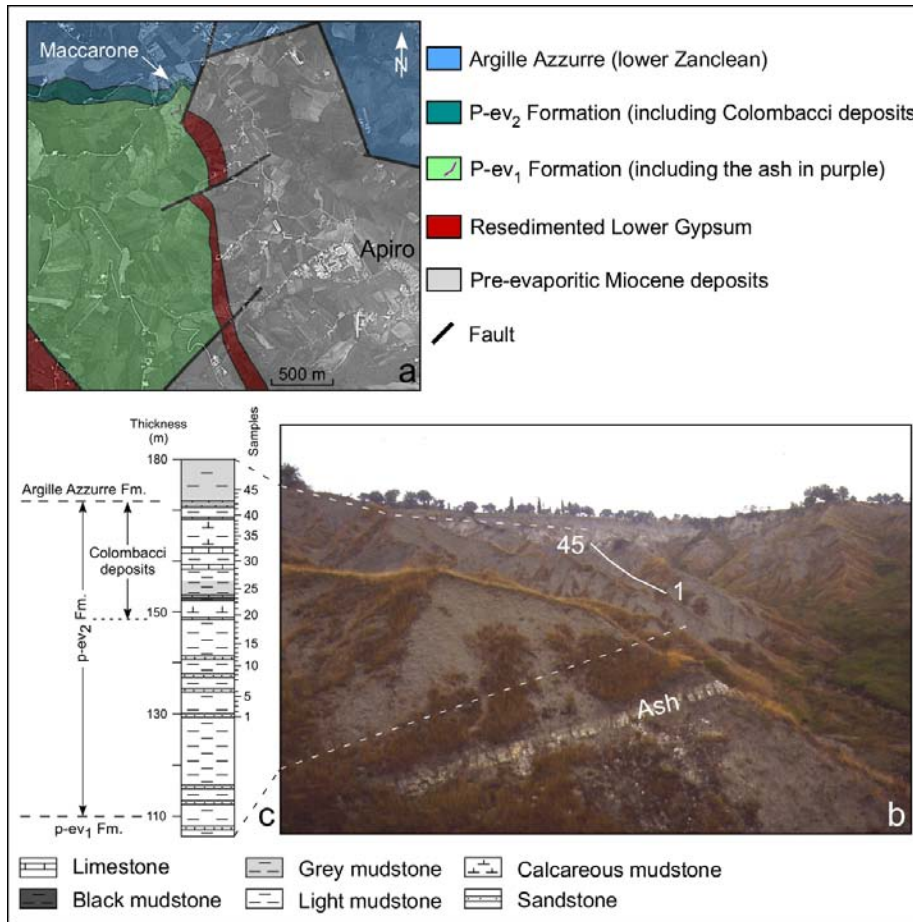 Maccarone
N
Apiro
500 m
a
Argille Azzurre (lower Zanclean)
P-ev2 Formation (including Colombacci deposits
P-ev1 Formation (including the ash in purple)
Resedimented Lower Gypsum
Pre-evaporitic Miocene deposits
Fault
Thickness
(m)
Samples
180
Argille Azzurre Fm.
45
40
Colombacci
deposits
35
30
25
150
20
p-ev2 Fm.
15
10
5
130
1
110
p-ev1 Fm.
c
45
1
Ash
b
Limestone
Grey mudstone
Calcareous mudstone
Black mudstone
Light mudstone
Sandstone